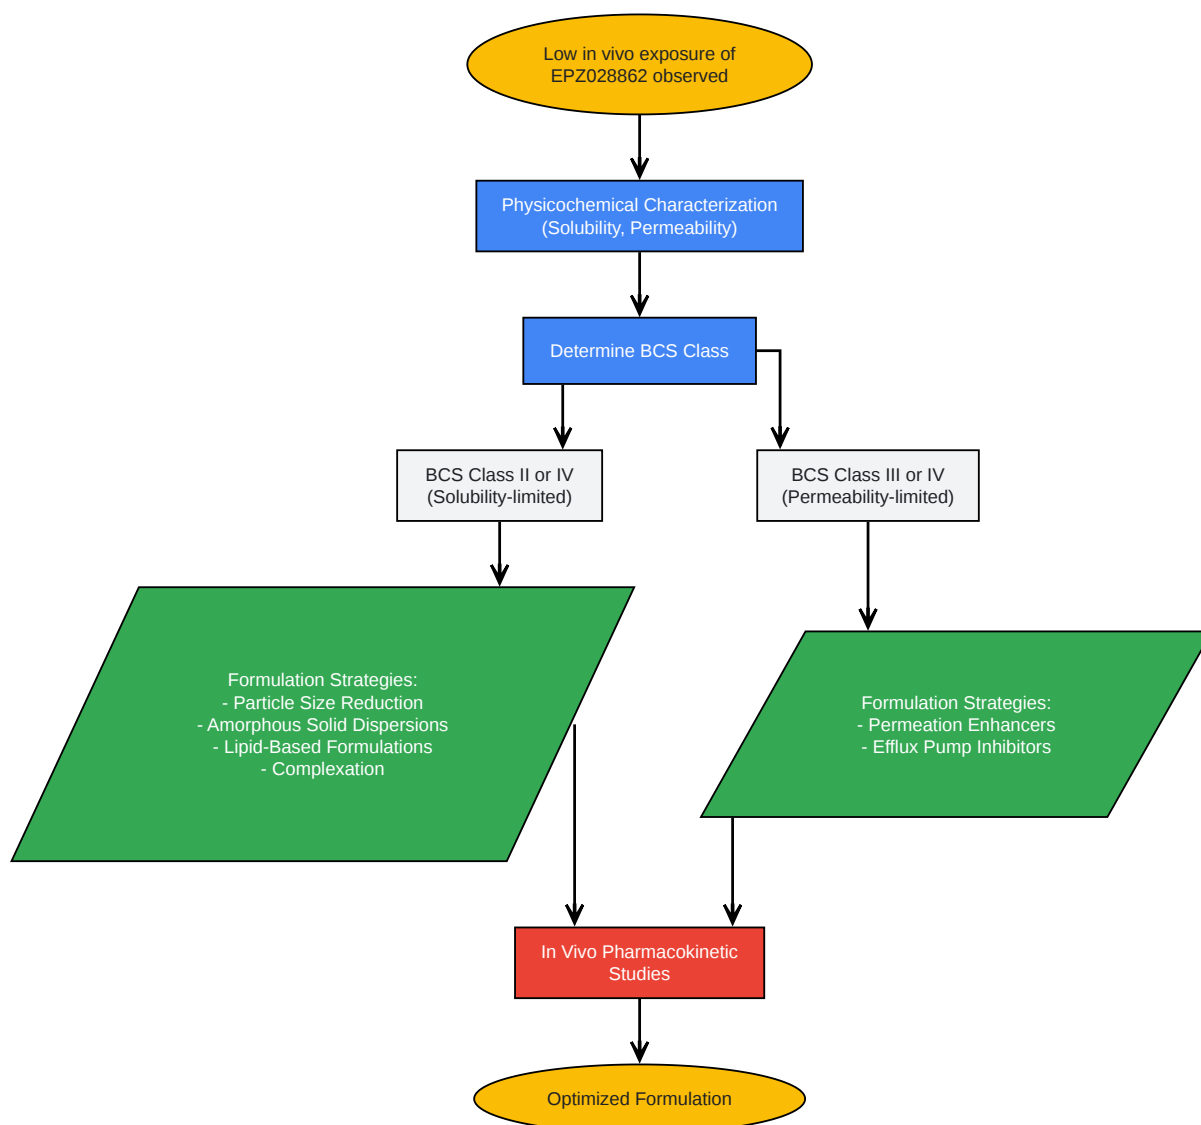 Low in vivo exposure of
EPZ028862 observed
Physicochemical Characterization
(Solubility, Permeability)
Determine BCS Class
BCS Class II or IV
(Solubility-limited)
BCS Class III or IV
(Permeability-limited)
Formulation Strategies:
- Particle Size Reduction
- Amorphous Solid Dispersions
- Lipid-Based Formulations
- Complexation
Formulation Strategies:
- Permeation Enhancers
- Efflux Pump Inhibitors
In Vivo Pharmacokinetic
Studies
Optimized Formulation